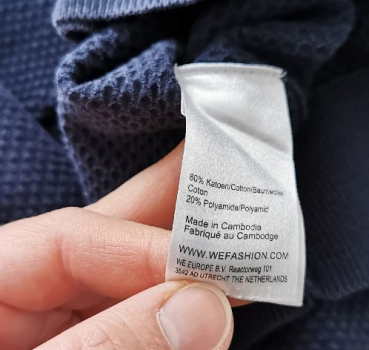 80% Katoen/Cotton/Baumwolle
Coton
20% Polyamide/Polyamid
Made in Cambodia
Fabriqué au Cambodge
WWW.WEFASHION.COM
WE EUROPE B.V. Reactorweg 101
3542 AD UTRECHT THE NETHERLANDS